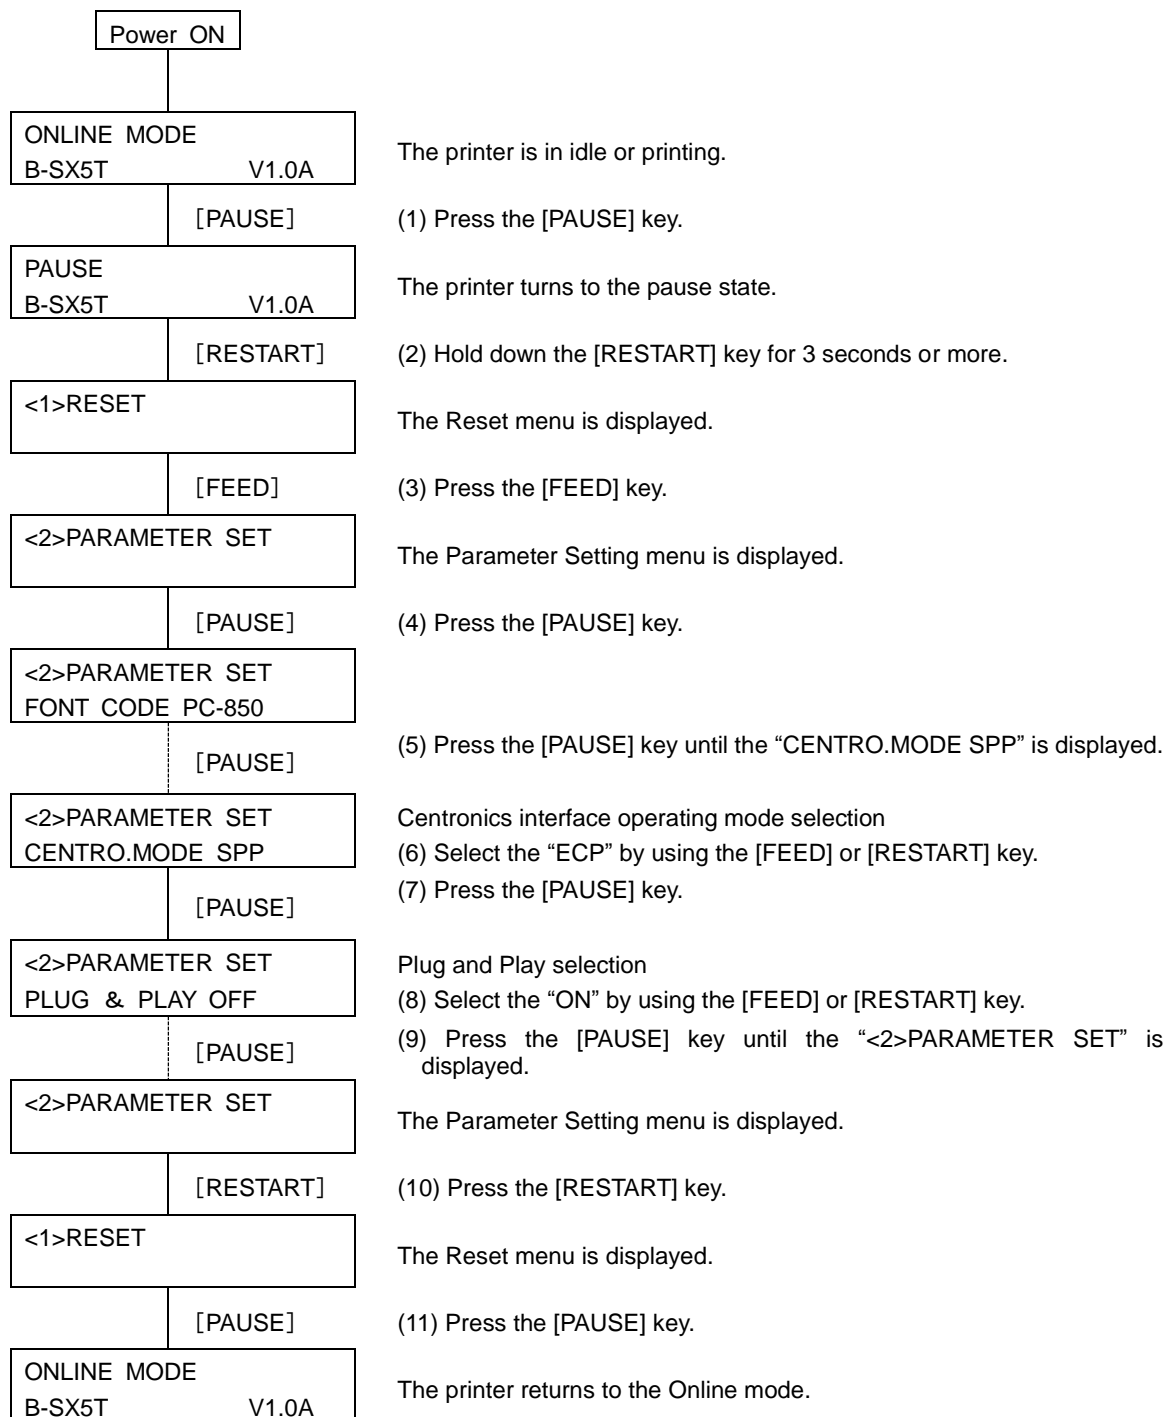 Power ON
ONLINE MODE
B-SX5T V1.0A
The printer is in idle or printing.
[PAUSE]
(1) Press the [PAUSE] key.
PAUSE
B-SX5T V1.0A
The printer turns to the pause state.
[RESTART]
(2) Hold down the [RESTART] key for 3 seconds or more.
<1>RESET
The Reset menu is displayed.
[FEED]
(3) Press the [FEED] key.
<2>PARAMETER SET
The Parameter Setting menu is displayed.
[PAUSE]
(4) Press the [PAUSE] key.
<2>PARAMETER SET
FONT CODE PC-850
[PAUSE]
(5) Press the [PAUSE] key until the “CENTRO.MODE SPP” is displayed.
<2>PARAMETER SET
CENTRO.MODE SPP
Centronics interface operating mode selection
(6) Select the “ECP” by using the [FEED] or [RESTART] key.
[PAUSE]
(7) Press the [PAUSE] key.
<2>PARAMETER SET
PLUG & PLAY OFF
Plug and Play selection
(8) Select the “ON” by using the [FEED] or [RESTART] key.
[PAUSE]
(9) Press the [PAUSE] key until the “<2>PARAMETER SET” is
displayed.
<2>PARAMETER SET
The Parameter Setting menu is displayed.
[RESTART]
(10) Press the [RESTART] key.
<1>RESET
The Reset menu is displayed.
[PAUSE]
(11) Press the [PAUSE] key.
ONLINE MODE
B-SX5T V1.0A
The printer returns to the Online mode.